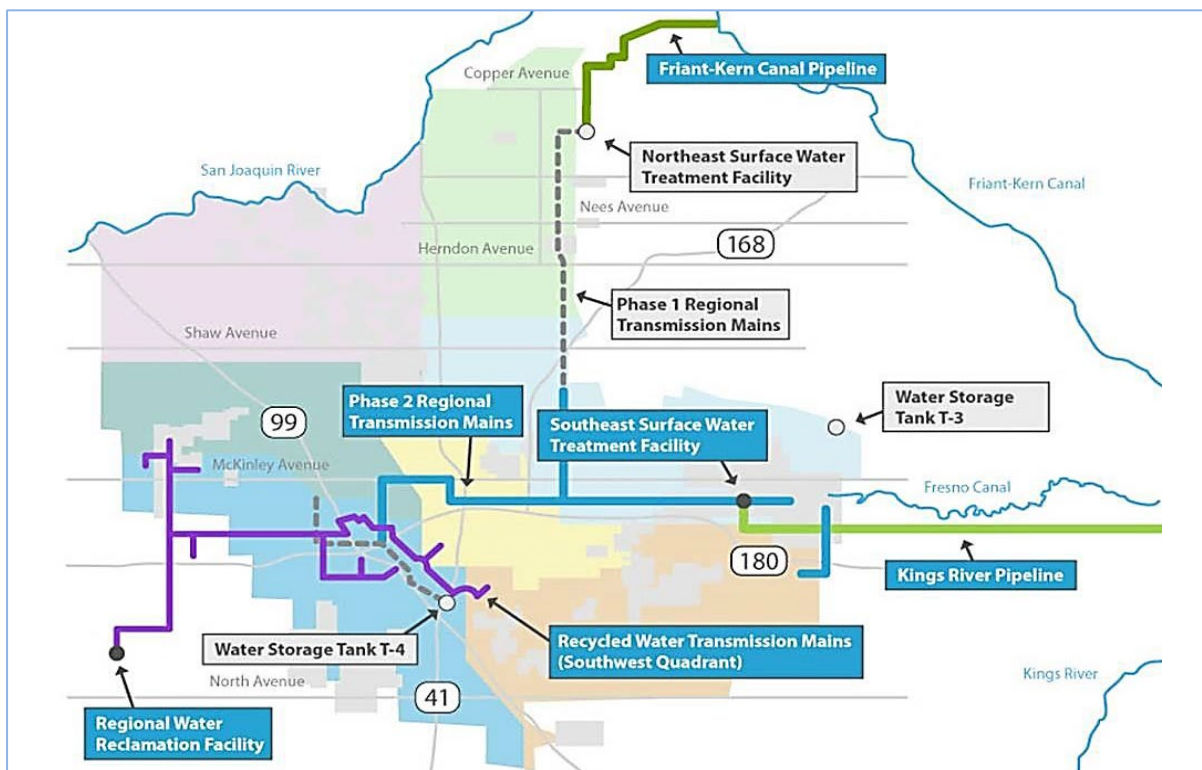 Copper Avenue
Friant-Kern Canal Pipeline
San Joaquin River
Northeast Surface Water
Treatment Facility
Friant-Kern Canal
Nees Avenue
Herndon Avenue
168
Phase 1 Regional
Transmission Mains
Shaw Avenue
99
Phase 2 Regional
Transmission Mains
Southeast Surface Water
Treatment Facility
Water Storage
Tank T-3
McKinley Avenue
Fresno Canal
180
Kings River Pipeline
Water Storage Tank T-4
Recycled Water Transmission Mains
(Southwest Quadrant)
North Avenue
41
Kings River
Regional Water
Reclamation Facility